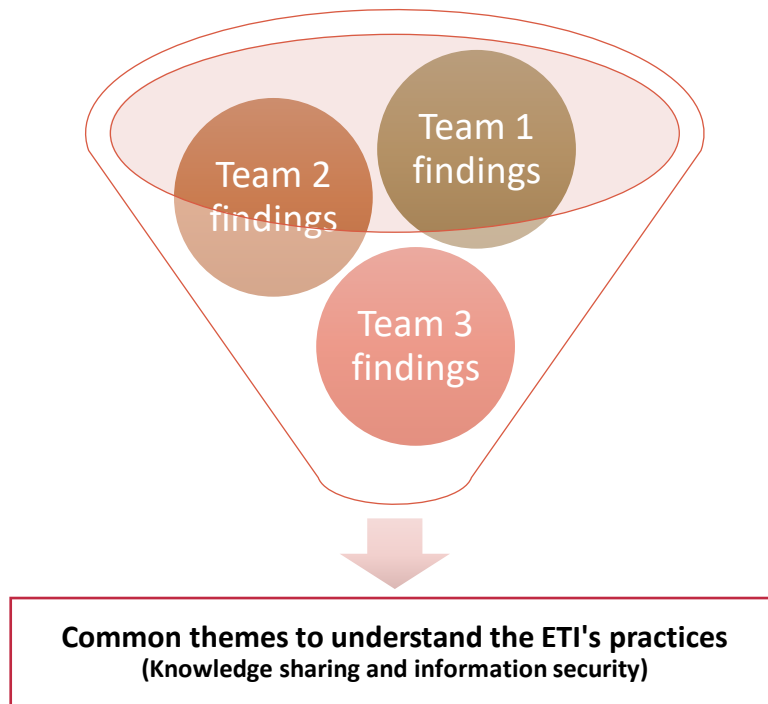 Team 1
findings
Team 2
findings
Team 3
findings
Common themes to understand the ETI's practices
(Knowledge sharing and information security)